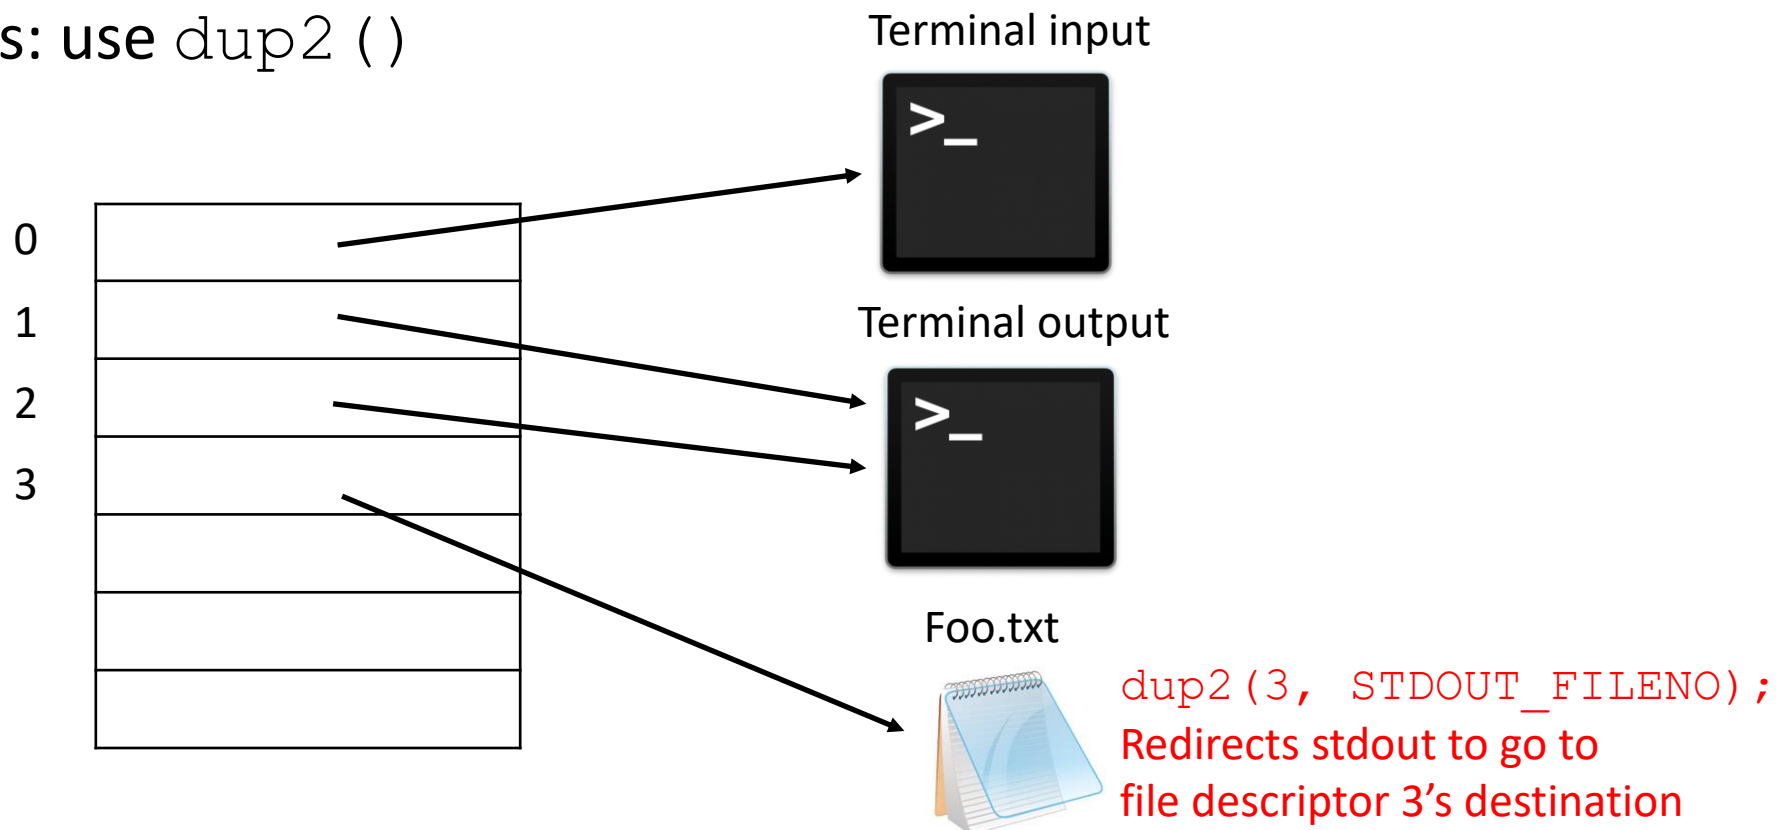 s: use dup2()
Terminal input
>_
0
1
Terminal output
2
>_
3
Foo.txt
dup2(3, STDOUT_FILENO);
Redirects stdout to go to
file descriptor 3’s destination